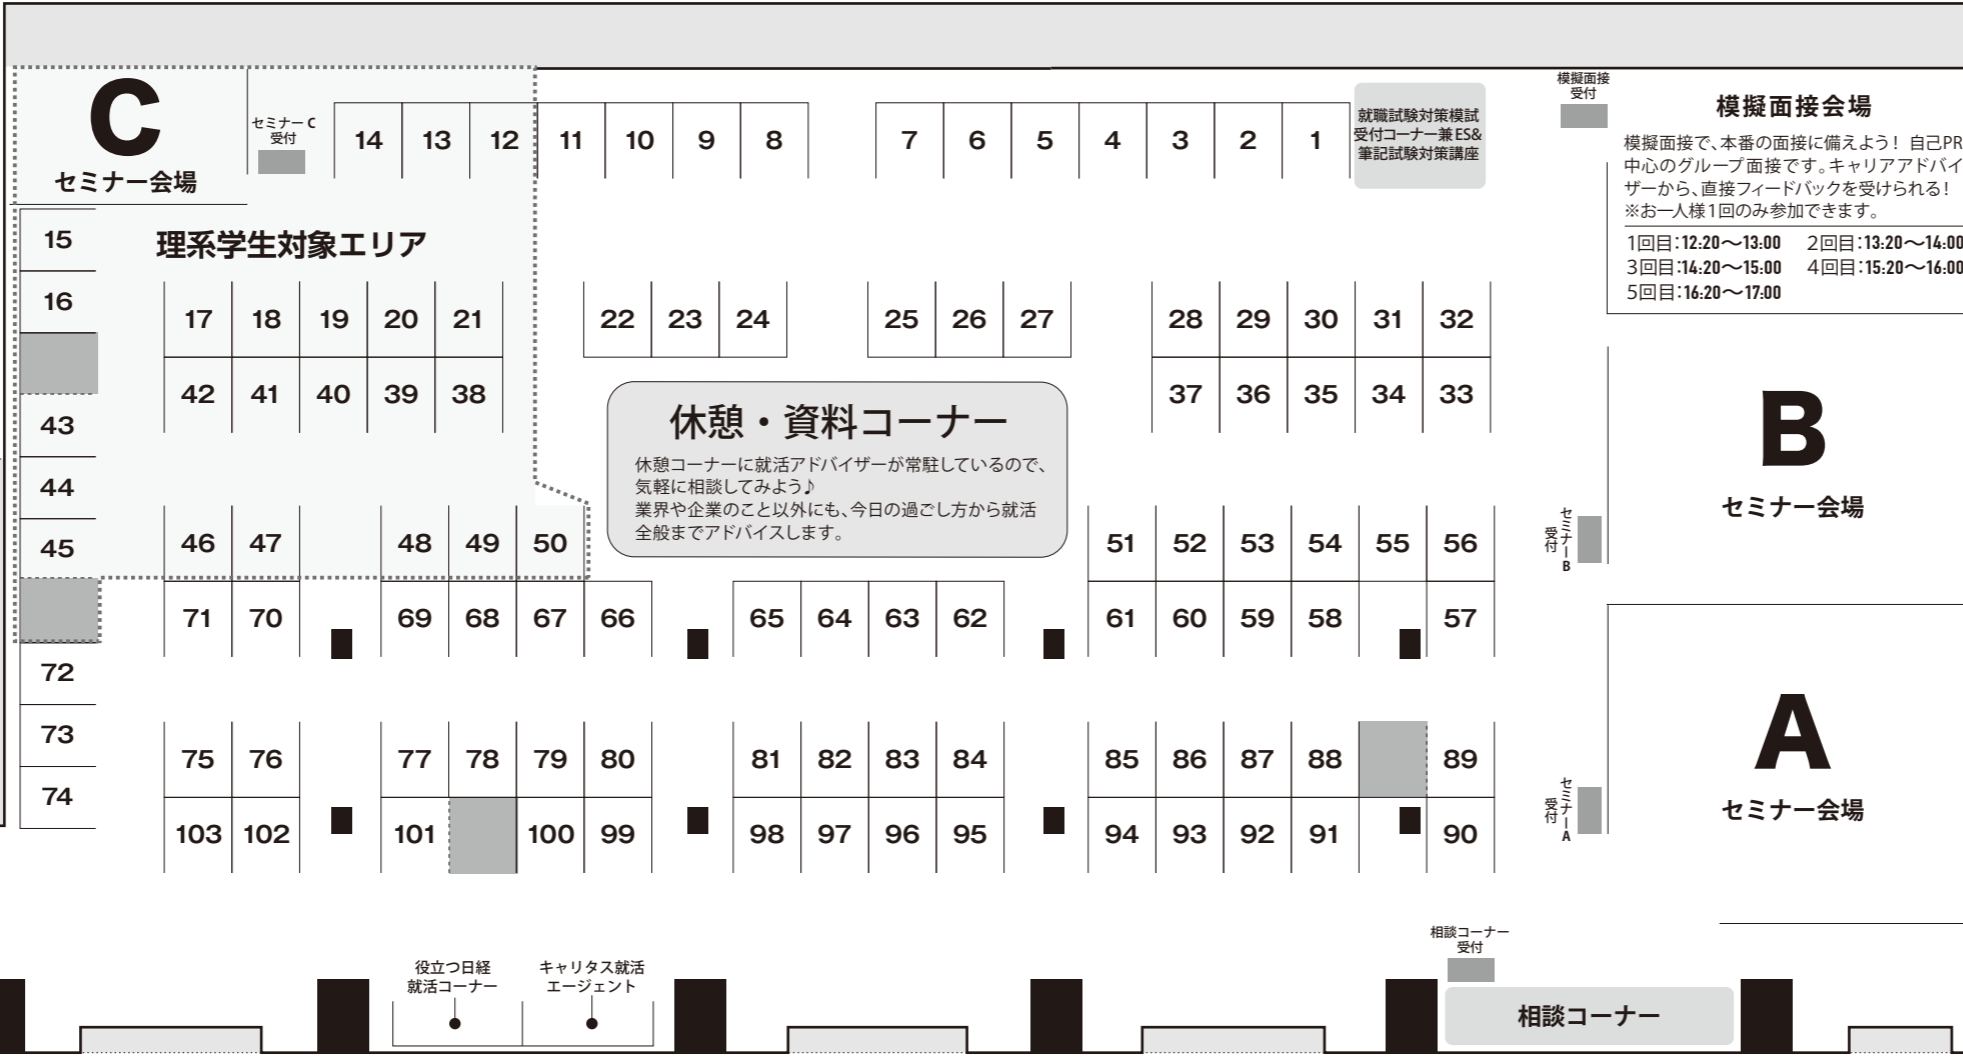 C
セミナー会場
セミナー C
受付
14 13 12 11 10 9 8 7 6 5 4 3 2 1
就職試験対策模試
受付コーナー兼ES&
筆記試験対策講座
模擬面接
受付
模擬面接会場
模擬面接で、本番の面接に備えよう！ 自己PR
中心のグループ面接です。キャリアアドバイ
ザーから、直接フィードバックを受けられる！
※お一人様1回のみ参加できます。
1回目：12:20～13:00 2回目：13:20～14:00
3回目：14:20～15:00 4回目：15:20～16:00
5回目：16:20～17:00
理系学生対象エリア
15
16
43
44
45
72
73
74
17 18 19 20 21 22 23 24 25 26 27 28 29 30 31 32
42 41 40 39 38 37 36 35 34 33
休憩・資料コーナー
休憩コーナーに就活アドバイザーが常駐しているので、
気軽に相談してみよう♪
業界や企業のこと以外にも、今日の過ごし方から就活
全般までアドバイスします。
B
セミナー会場
セミナーB
受付
46 47 48 49 50 51 52 53 54 55 56
71 70 69 68 67 66 65 64 63 62 61 60 59 58 57
75 76 77 78 79 80 81 82 83 84 85 86 87 88 89
103 102 101 100 99 98 97 96 95 94 93 92 91 90
A
セミナー会場
セミナーA
受付
役立つ日経
就活コーナー
キャリタス就活
エージェント
相談コーナー
受付
相談コーナー